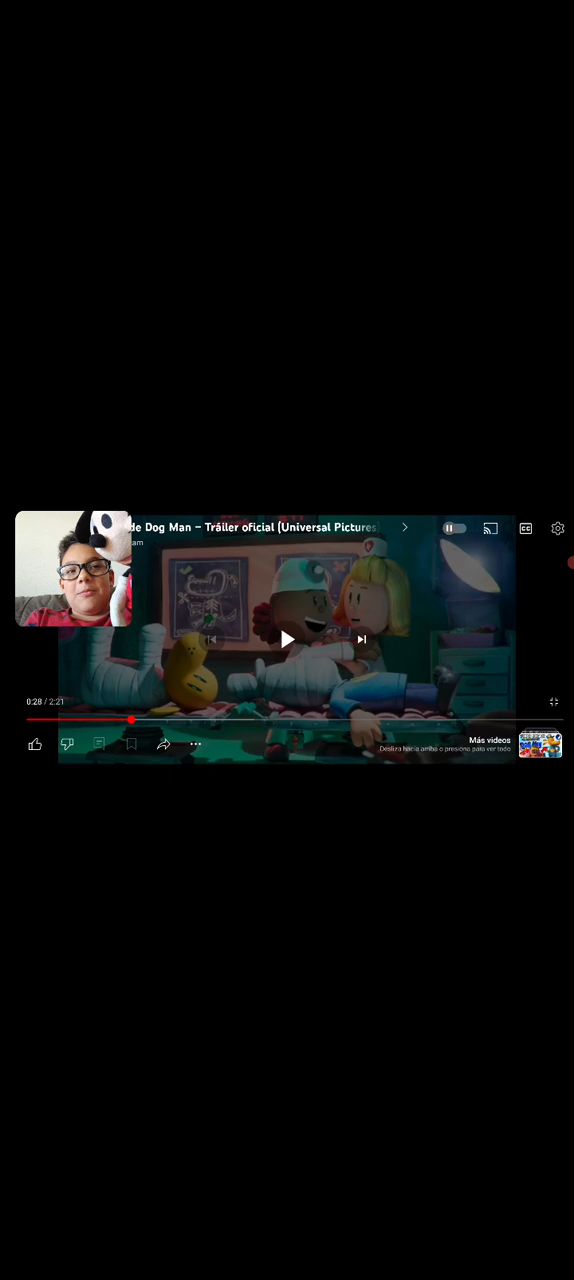 de Dog Man – Tráiler oficial (Universal Pictures)
am
0:28 / 2:21
Más videos
Desliza hacia arriba o presiona para ver todo